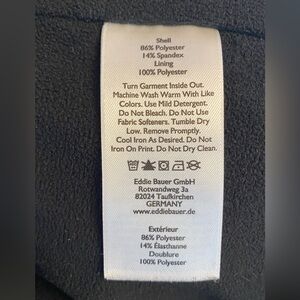 Shell
86% Polyester
14% Spandex
Lining
100% Polyester
Turn Garment Inside Out.
Machine Wash Warm With Like
Colors. Use Mild Detergent.
Do Not Bleach. Do Not Use
Fabric Softeners. Tumble Dry
Low. Remove Promptly.
Cool Iron As Desired. Do Not
Iron On Print. Do Not Dry Clean.
Eddie Bauer GmbH
Rotwandweg 3a
82024 Taufkirchen
GERMANY
www.eddiebauer.de
Extérieur
86% Polyester
14% Élasthanne
Doublure
100% Polyester